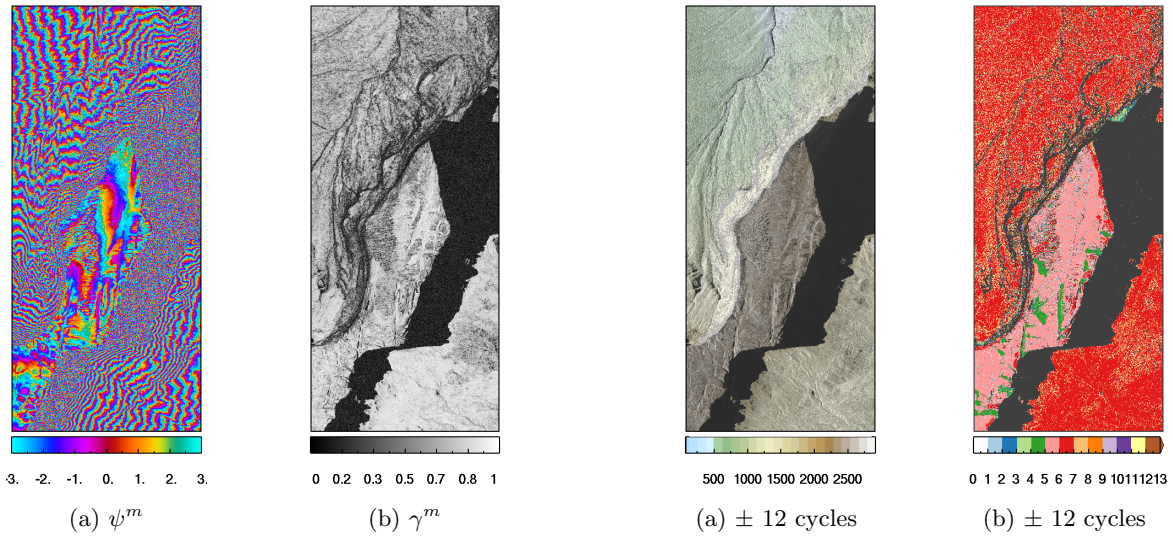 -3. -2. -1. 0. 1. 2. 3.
0 0.2 0.3 0.5 0.7 0.8 1
500 1000 1500 2000 2500
0 1 2 3 4 5 6 7 8 9 10 11 12 13
(a) ψ^m
(b) γ^m
(a) ± 12 cycles
(b) ± 12 cycles